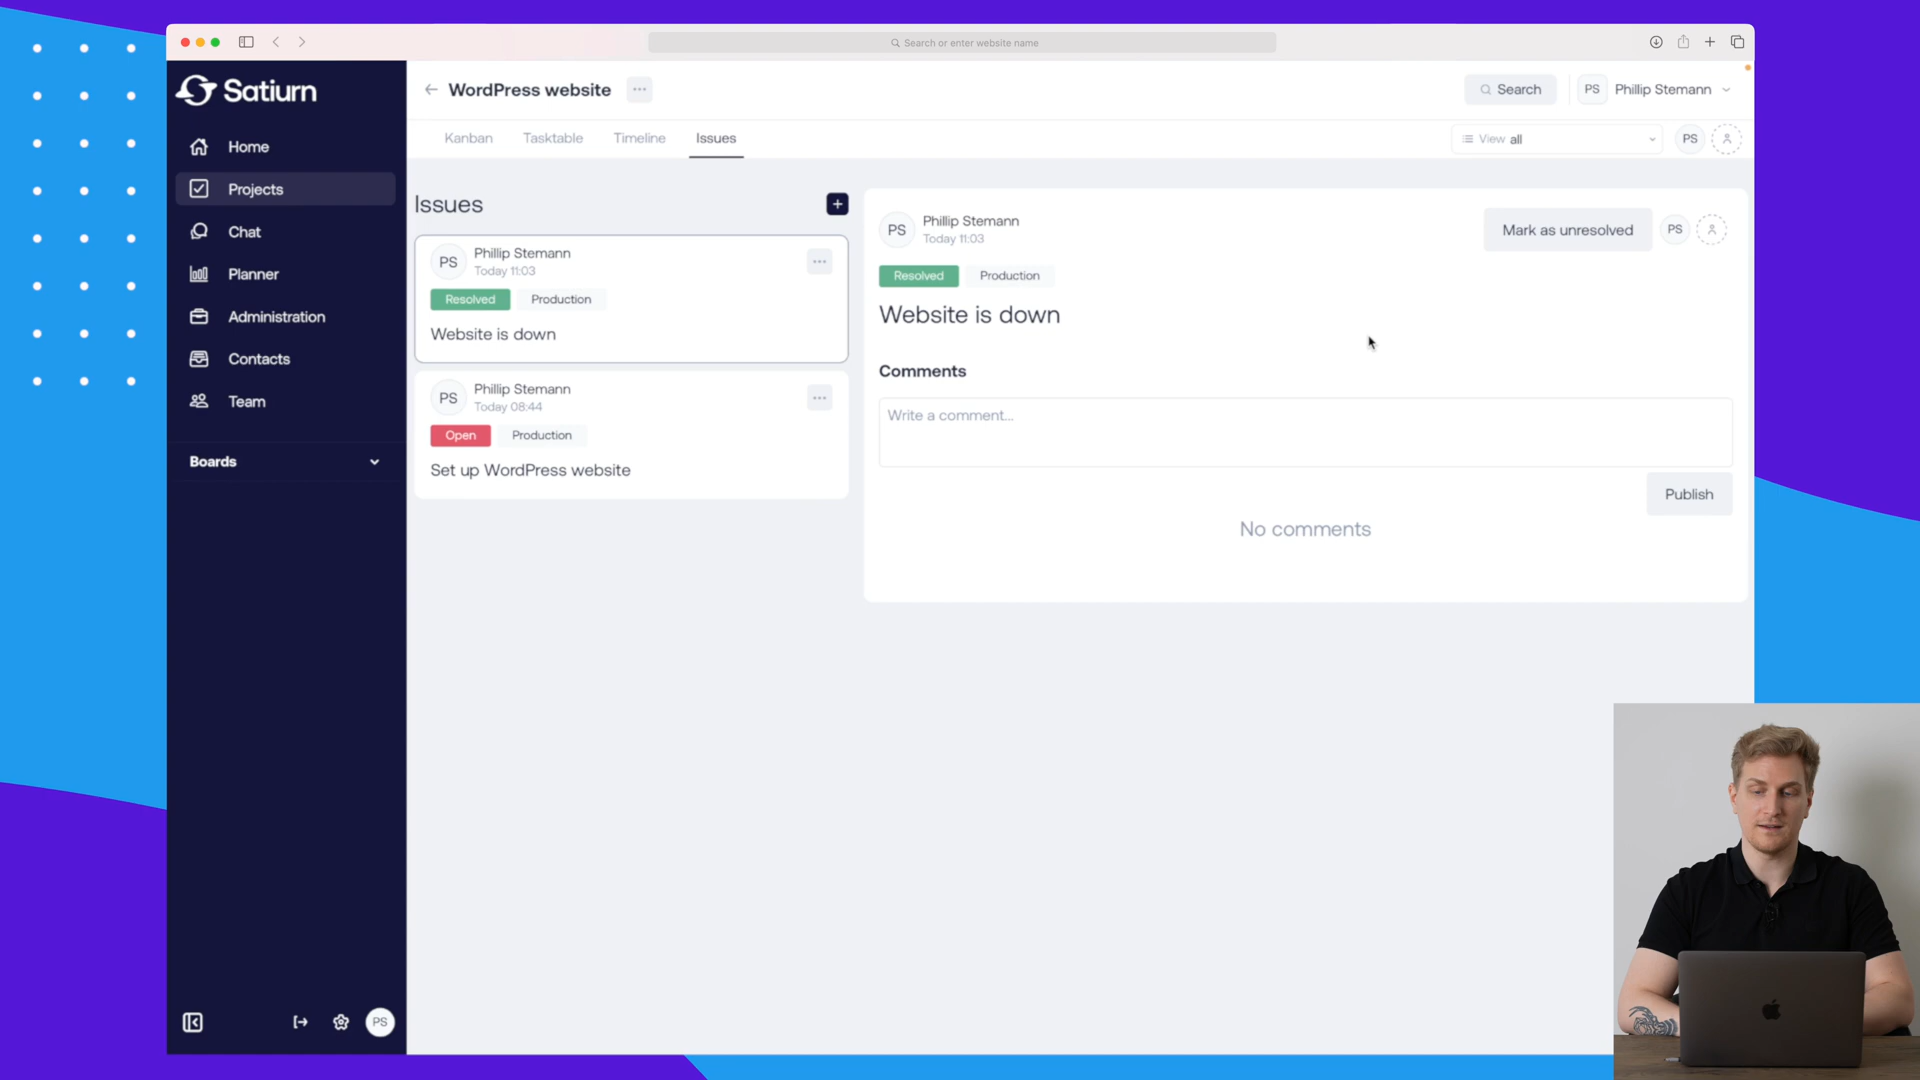 Search or enter website name
Satiurn
Home
Projects
Chat
Planner
Administration
Contacts
Team
Boards
PS
WordPress website
Search
PS
Phillip Stemann
Kanban
Tasktable
Timeline
Issues
View all
PS
Issues
PS
Phillip Stemann
Today 11:03
Resolved
Production
Website is down
PS
Phillip Stemann
Today 08:44
Open
Production
Set up WordPress website
PS
Phillip Stemann
Today 11:03
Mark as unresolved
PS
Resolved
Production
Website is down
Comments
Write a comment...
Publish
No comments